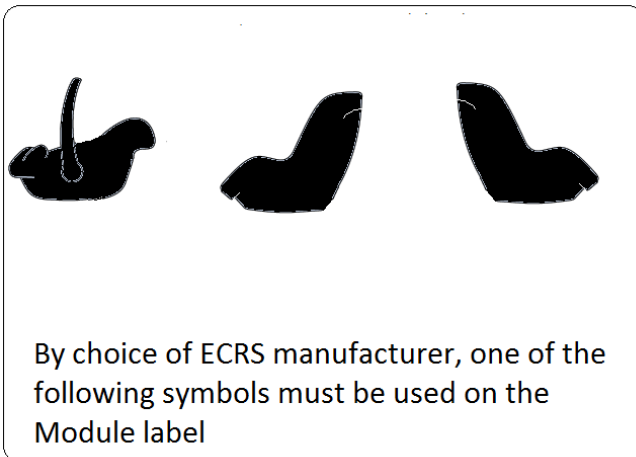 By choice of ECRS manufacturer, one of the
following symbols must be used on the
Module label